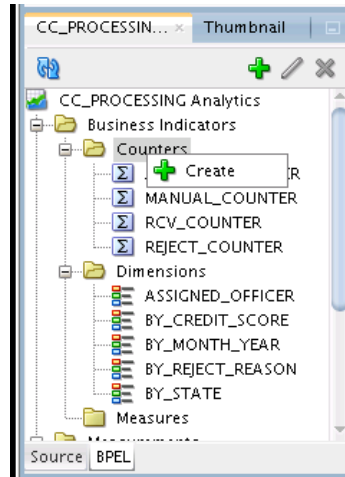 CC_PROCESSIN... × Thumbnail
CC_PROCESSING Analytics
Business Indicators
Counters
Create
MANUAL_COUNTER
RCV_COUNTER
REJECT_COUNTER
Dimensions
ASSIGNED_OFFICER
BY_CREDIT_SCORE
BY_MONTH_YEAR
BY_REJECT_REASON
BY_STATE
Measures
Source BPEL